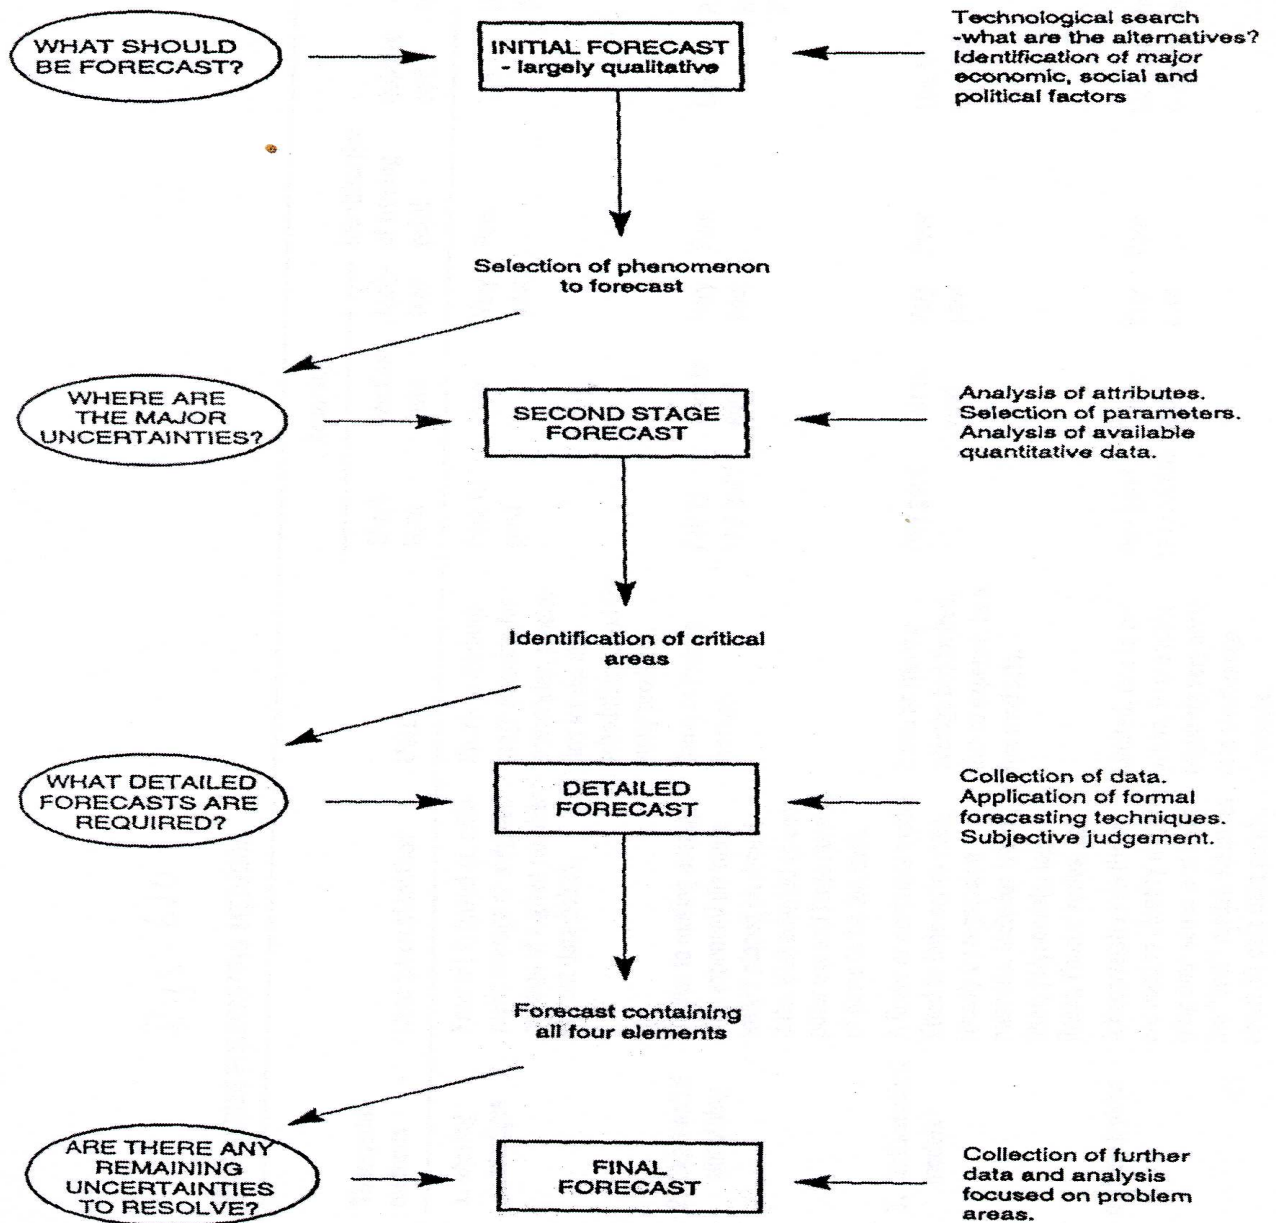 WHAT SHOULD
BE FORECAST?
INITIAL FORECAST
- largely qualitative
Technological search
-what are the alternatives?
Identification of major
economic, social and
political factors
Selection of phenomenon
to forecast
WHERE ARE
THE MAJOR
UNCERTAINTIES?
SECOND STAGE
FORECAST
Analysis of attributes.
Selection of parameters.
Analysis of available
quantitative data.
Identification of critical
areas
WHAT DETAILED
FORECASTS ARE
REQUIRED?
DETAILED
FORECAST
Collection of data.
Application of formal
forecasting techniques.
Subjective judgement.
Forecast containing
all four elements
ARE THERE ANY
REMAINING
UNCERTAINTIES
TO RESOLVE?
FINAL
FORECAST
Collection of further
data and analysis
focused on problem
areas.